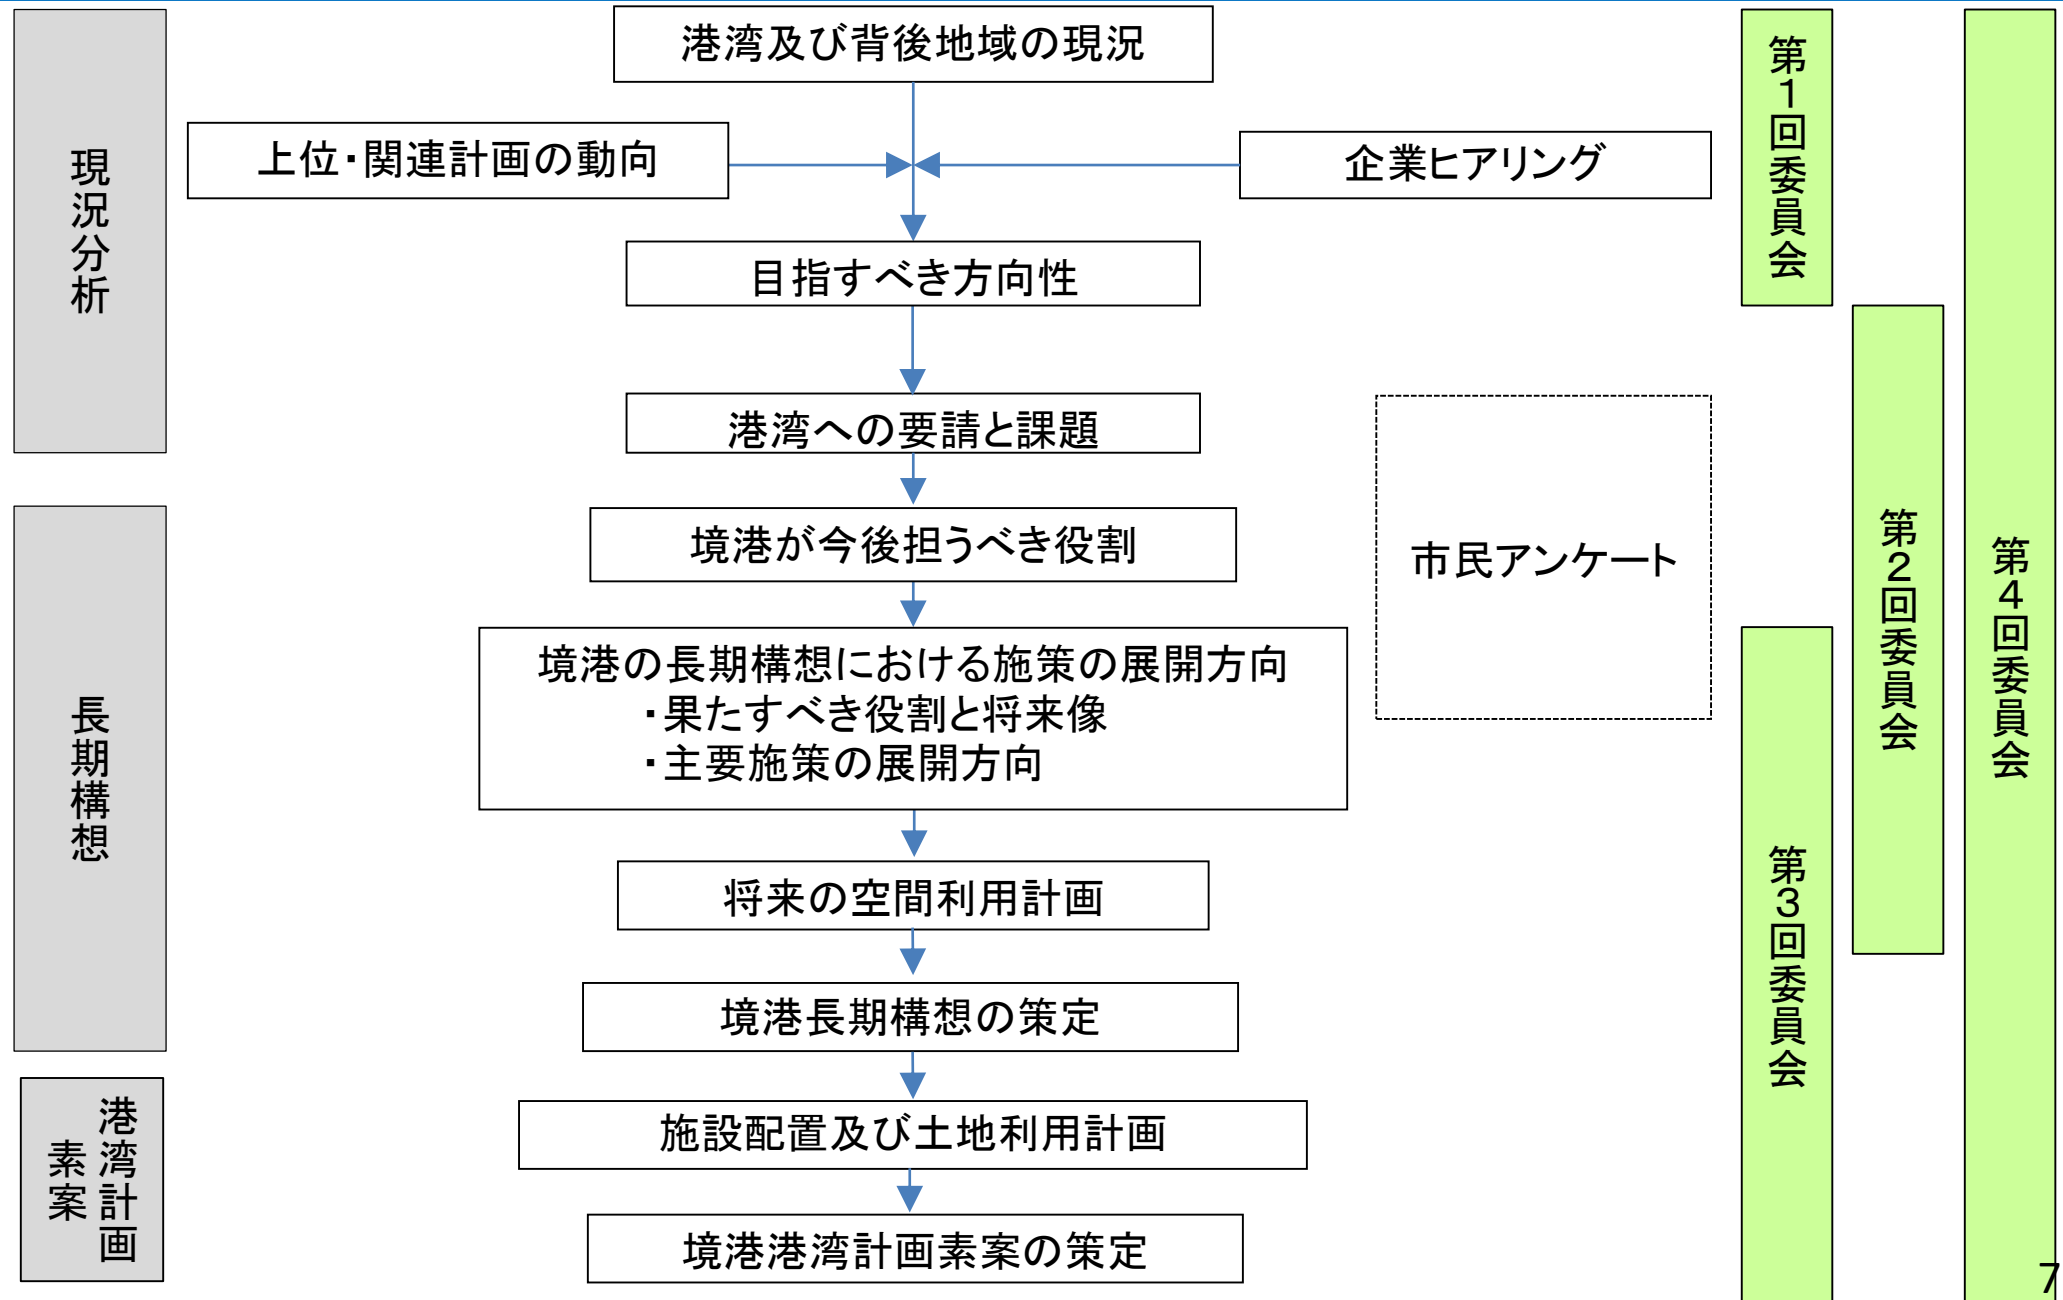 港湾及び背後地域の現況
上位・関連計画の動向
企業ヒアリング
目指すべき方向性
港湾への要請と課題
境港が今後担うべき役割
境港の長期構想における施策の展開方向
・果たすべき役割と将来像
・主要施策の展開方向
将来の空間利用計画
境港長期構想の策定
施設配置及び土地利用計画
境港港湾計画素案の策定
現況分析
長期構想
港湾計画
素案
市民アンケート
第1回委員会
第2回委員会
第3回委員会
第4回委員会
7